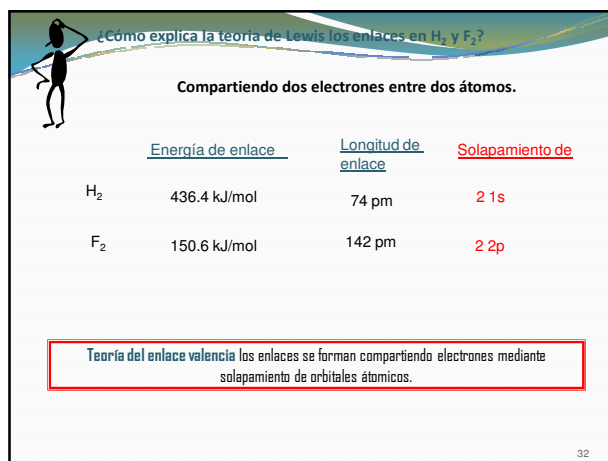 ¿Cómo explica la teoria de Lewis los enlaces en H₂ y F₂?
Compartiendo dos electrones entre dos átomos.
Energía de enlace Longitud de enlace Solapamiento de
H₂ 436.4 kJ/mol 74 pm 2 1s
F₂ 150.6 kJ/mol 142 pm 2 2p
Teoría del enlace valencia los enlaces se forman compartiendo electrones mediante
solapamiento de orbitales átomicos.
32